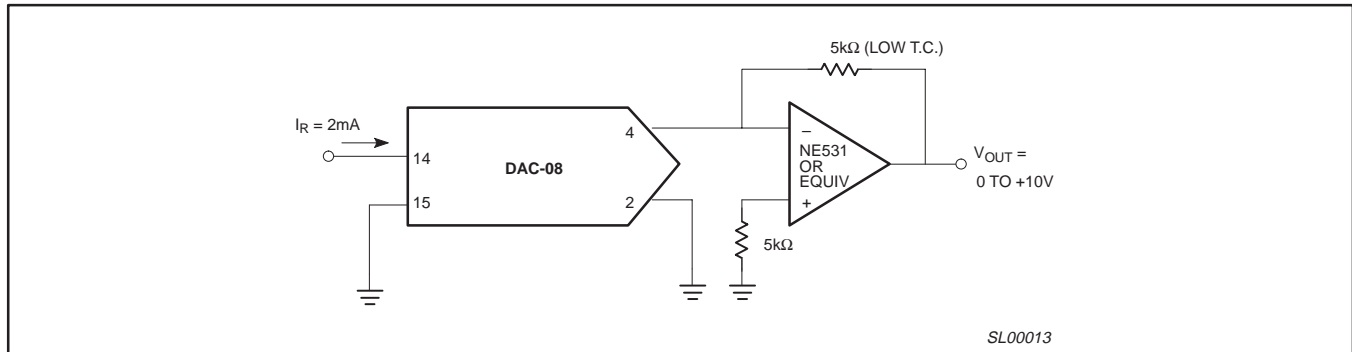 5kΩ (LOW T.C.)
I_R = 2mA
14
15
DAC-08
4
2
–
NE531
OR
EQUIV
+
5kΩ
V_OUT =
0 TO +10V
SL00013